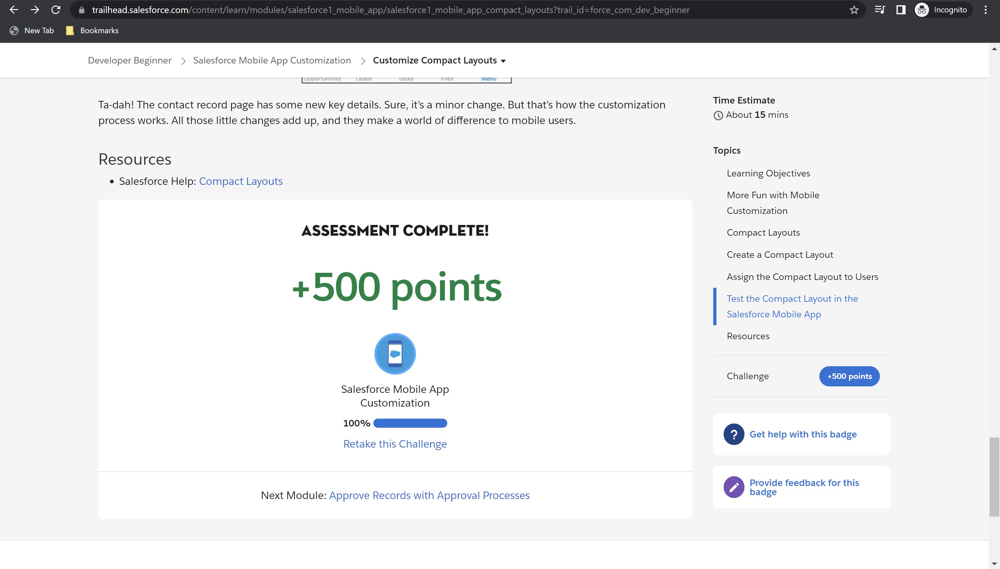 trailhead.salesforce.com/content/learn/modules/salesforce1_mobile_app/salesforce1_mobile_app_compact_layouts?trail_id=force_com_dev_beginner
Incognito
New Tab
Bookmarks
Developer Beginner
Salesforce Mobile App Customization
Customize Compact Layouts
Opportunities Leads Tasks Files Menu
Ta-dah! The contact record page has some new key details. Sure, it’s a minor change. But that’s how the customization
process works. All those little changes add up, and they make a world of difference to mobile users.
Resources
• Salesforce Help: Compact Layouts
ASSESSMENT COMPLETE!
+500 points
Salesforce Mobile App
Customization
100%
Retake this Challenge
Next Module: Approve Records with Approval Processes
Time Estimate
About 15 mins
Topics
Learning Objectives
More Fun with Mobile
Customization
Compact Layouts
Create a Compact Layout
Assign the Compact Layout to Users
Test the Compact Layout in the
Salesforce Mobile App
Resources
Challenge
+500 points
?
Get help with this badge
Provide feedback for this
badge